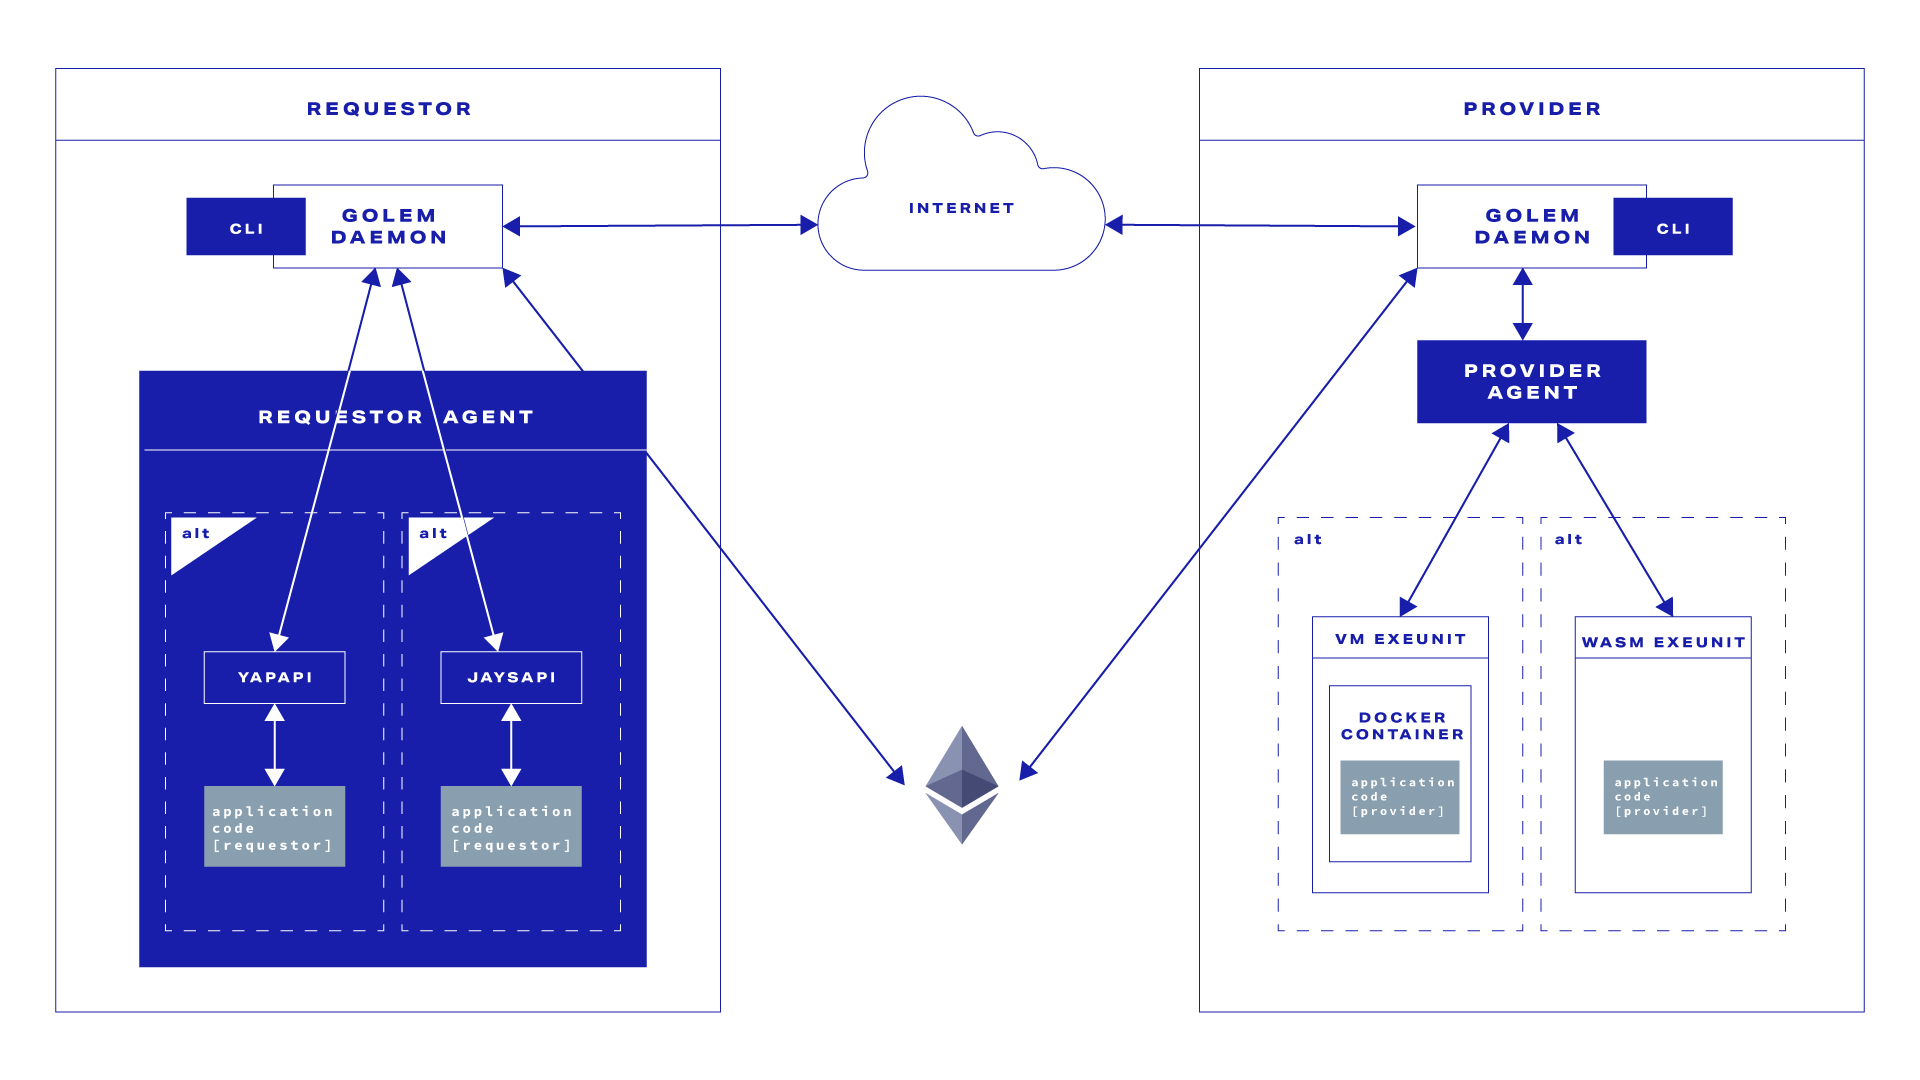 REQUESTOR
CLI
GOLEM
DAEMON
REQUESTOR AGENT
alt
alt
YAPAPI
JAYSAPI
application
code
[requestor]
application
code
[requestor]
INTERNET
PROVIDER
GOLEM
DAEMON
CLI
PROVIDER
AGENT
alt
alt
VM EXEUNIT
WASM EXEUNIT
DOCKER
CONTAINER
application
code
[provider]
application
code
[provider]